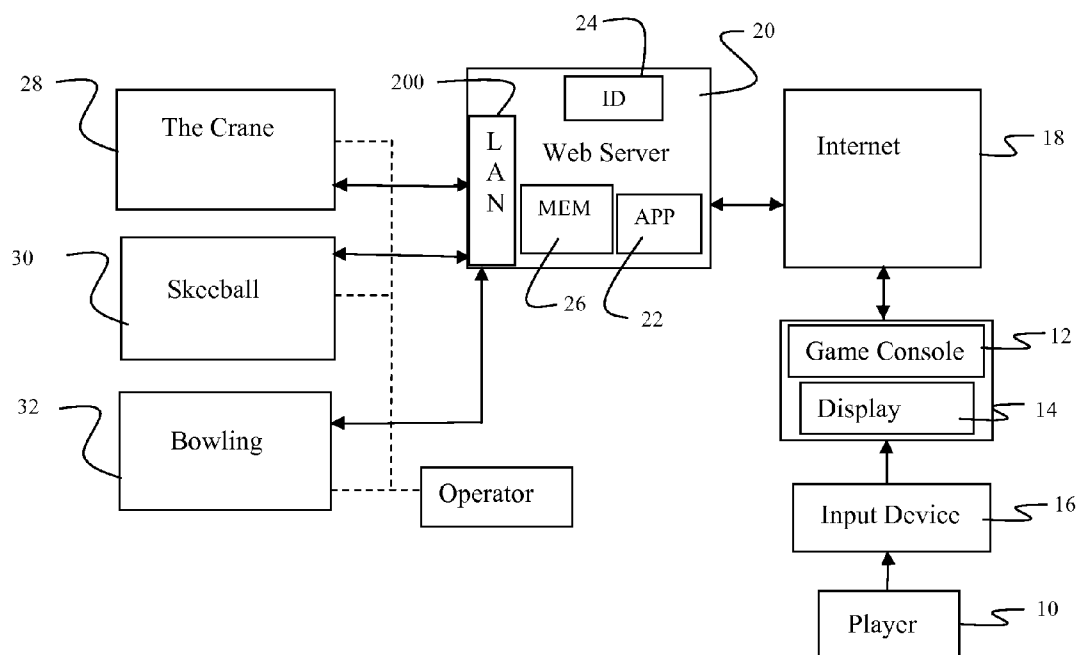 24
20
28
200
ID
The Crane
L
A
N
Web Server
Internet
18
MEM
APP
30
Skeeball
26
22
12
Game Console
Display
14
32
Bowling
Operator
Input Device
16
Player
10